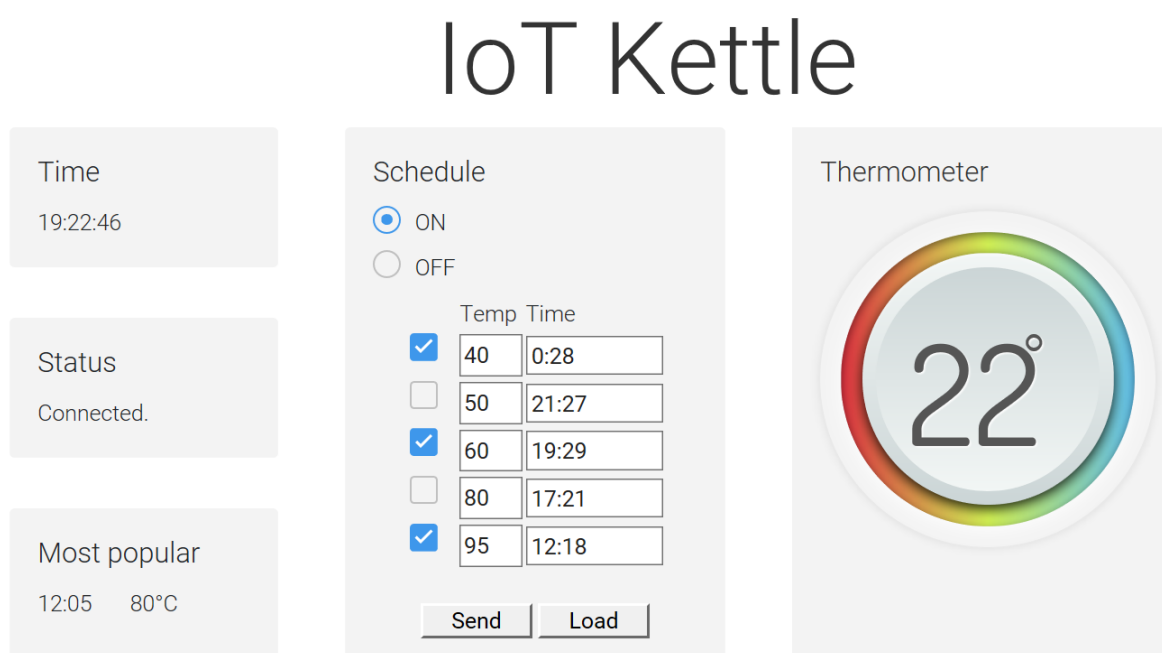 IoT Kettle
Time
19:22:46
Status
Connected.
Most popular
12:05 80°C
Schedule
ON
OFF
Temp Time
40 0:28
50 21:27
60 19:29
80 17:21
95 12:18
Send Load
Thermometer
22°